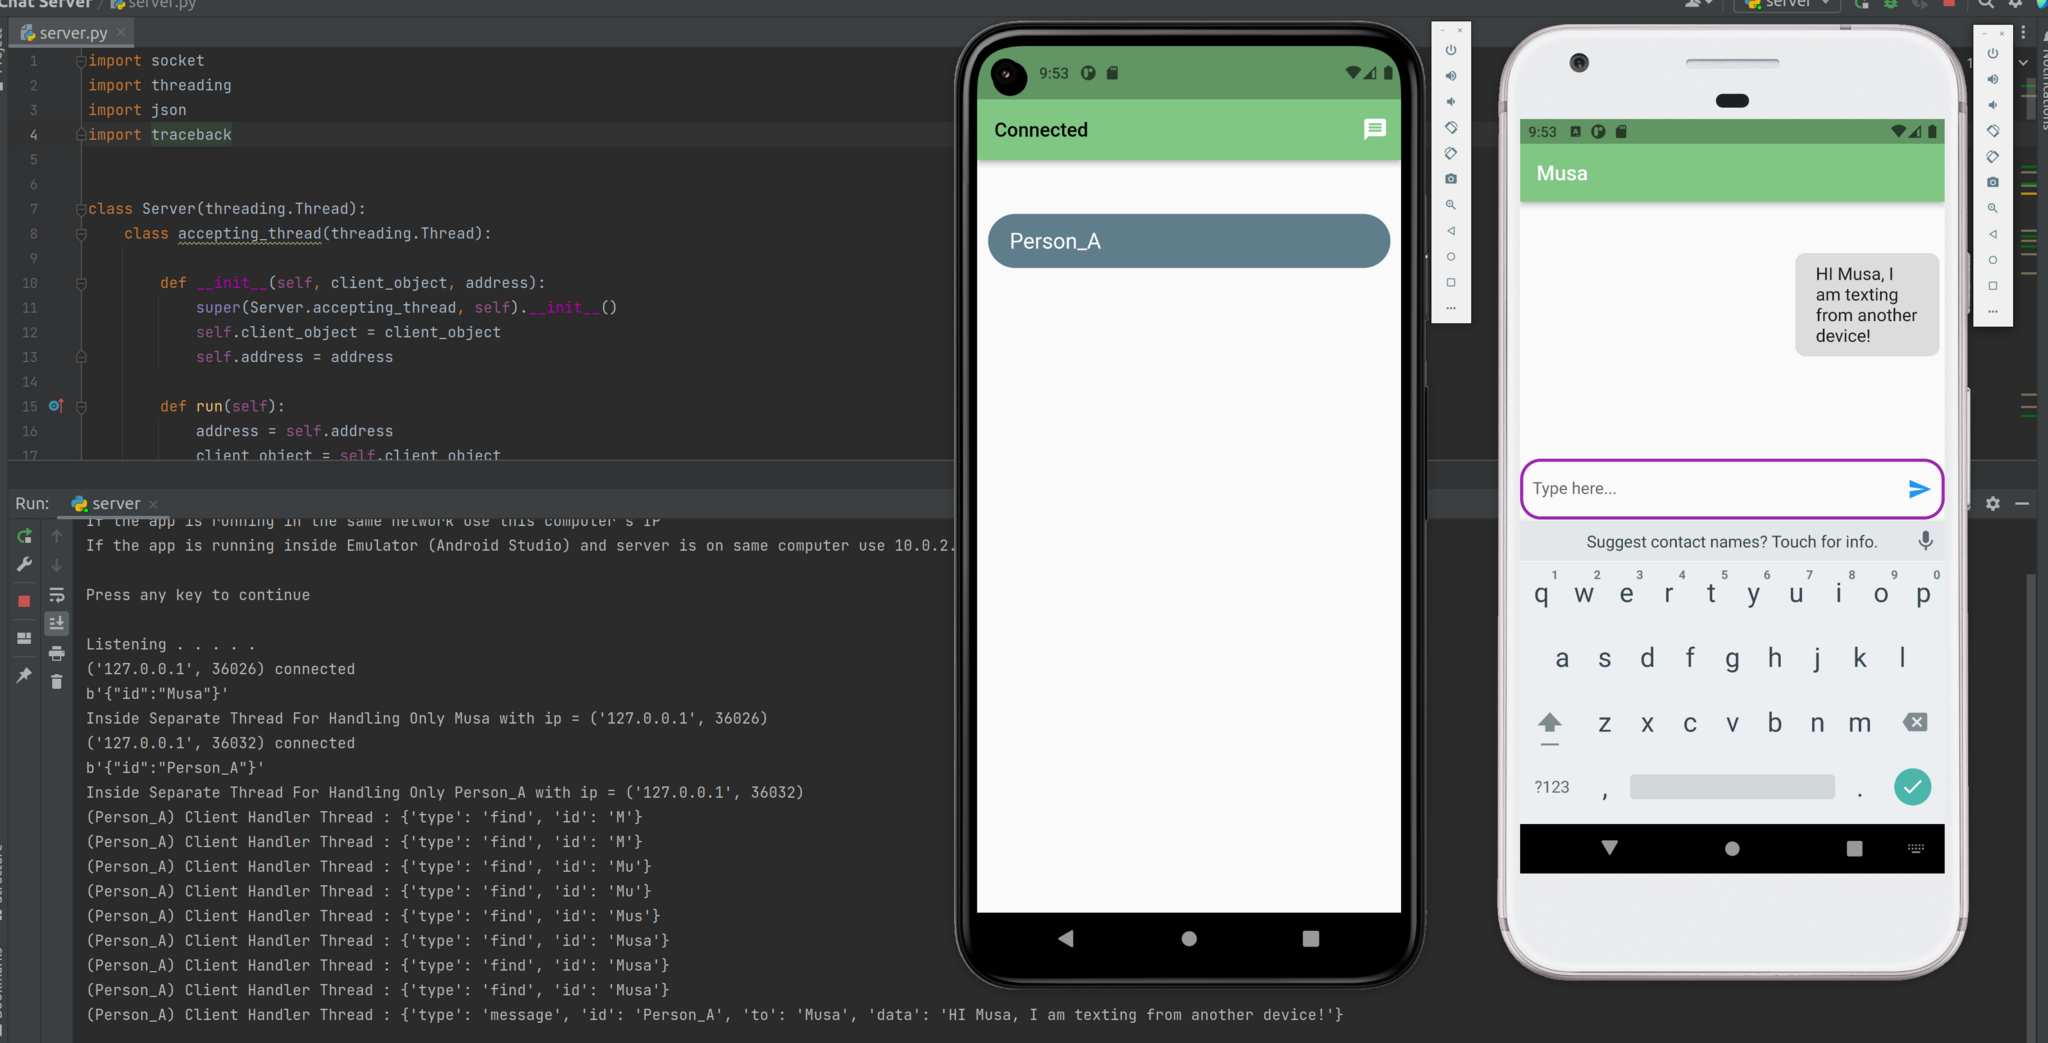 Chat Server / server.py
server
server.py
1 import socket
2 import threading
3 import json
4 import traceback
5
6
7 class Server(threading.Thread):
8 class accepting_thread(threading.Thread):
9
10 def __init__(self, client_object, address):
11 super(Server.accepting_thread, self).__init__()
12 self.client_object = client_object
13 self.address = address
14
15 def run(self):
16 address = self.address
17 client_object = self.client_object
Run: server
If the app is running in the same network use this computer's IP
If the app is running inside Emulator (Android Studio) and server is on same computer use 10.0.2.
Press any key to continue
Listening . . . . .
('127.0.0.1', 36026) connected
b'{"id":"Musa"}'
Inside Separate Thread For Handling Only Musa with ip = ('127.0.0.1', 36026)
('127.0.0.1', 36032) connected
b'{"id":"Person_A"}'
Inside Separate Thread For Handling Only Person_A with ip = ('127.0.0.1', 36032)
(Person_A) Client Handler Thread : {'type': 'find', 'id': 'M'}
(Person_A) Client Handler Thread : {'type': 'find', 'id': 'M'}
(Person_A) Client Handler Thread : {'type': 'find', 'id': 'Mu'}
(Person_A) Client Handler Thread : {'type': 'find', 'id': 'Mu'}
(Person_A) Client Handler Thread : {'type': 'find', 'id': 'Mus'}
(Person_A) Client Handler Thread : {'type': 'find', 'id': 'Musa'}
(Person_A) Client Handler Thread : {'type': 'find', 'id': 'Musa'}
(Person_A) Client Handler Thread : {'type': 'find', 'id': 'Musa'}
(Person_A) Client Handler Thread : {'type': 'message', 'id': 'Person_A', 'to': 'Musa', 'data': 'HI Musa, I am texting from another device!'}
9:53
Connected
Person_A
9:53
Musa
HI Musa, I
am texting
from another
device!
Type here...
Suggest contact names? Touch for info.
1 2 3 4 5 6 7 8 9 0
q w e r t y u i o p
a s d f g h j k l
z x c v b n m
?123 , .
Notifications